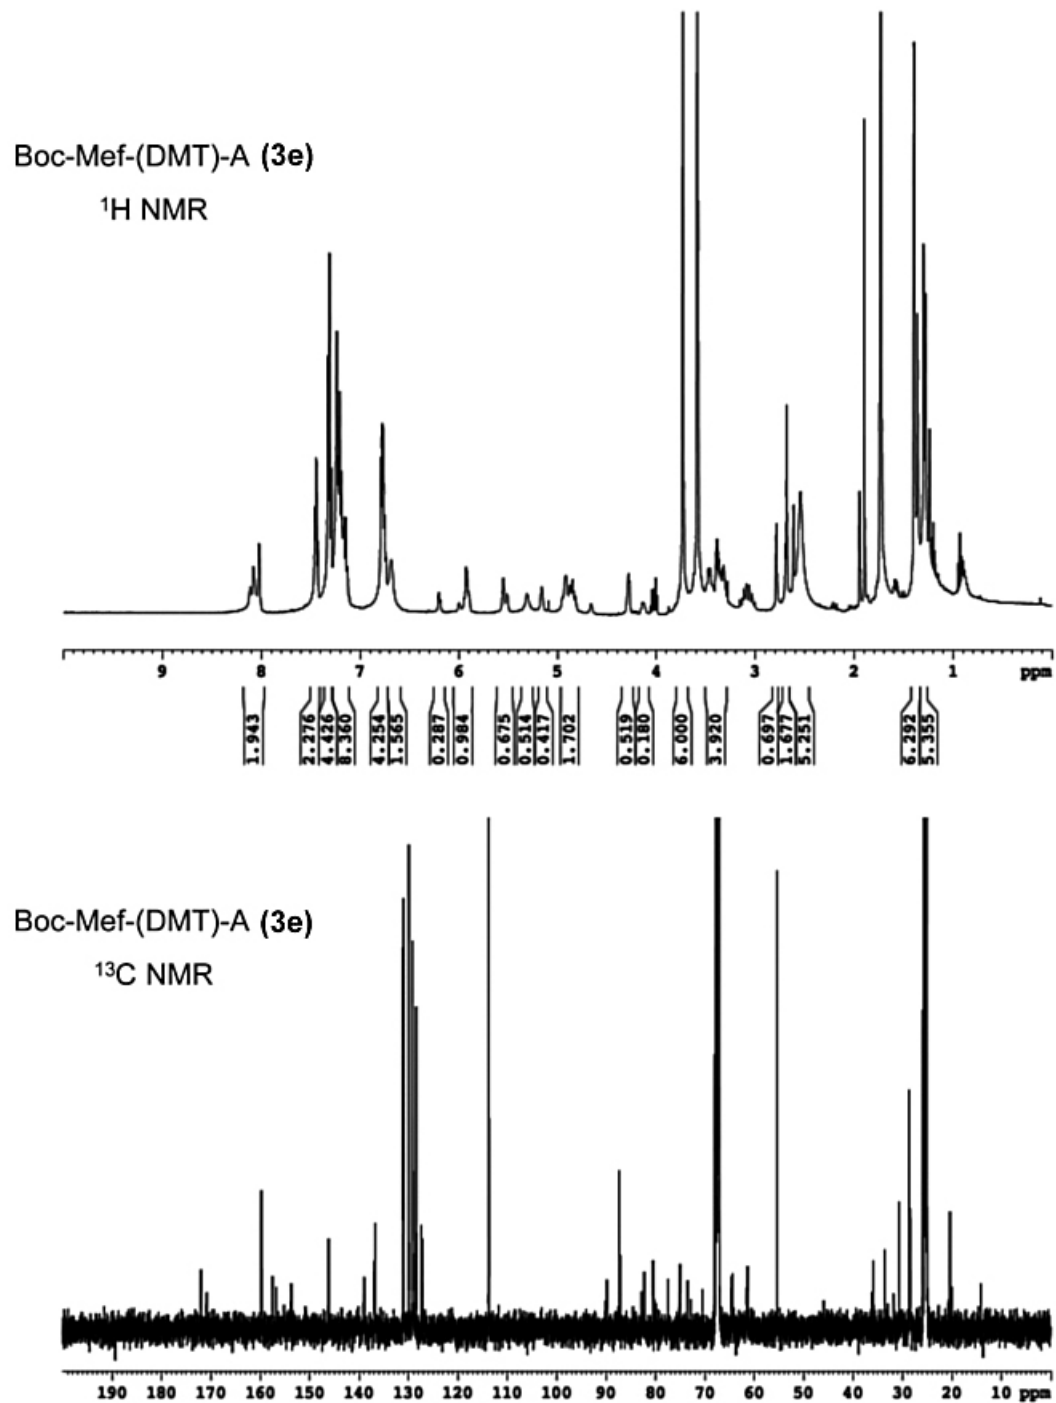 Boc-Mef-(DMT)-A (3e)
¹H NMR
9 8 7 6 5 4 3 2 1 ppm
1.943 2.276 4.426 8.360 4.254 1.565 0.287 0.984 0.675 0.514 0.417 1.702 0.519 0.180 6.000 3.920 0.697 1.677 5.251 6.292 5.355
Boc-Mef-(DMT)-A (3e)
¹³C NMR
190 180 170 160 150 140 130 120 110 100 90 80 70 60 50 40 30 20 10 ppm